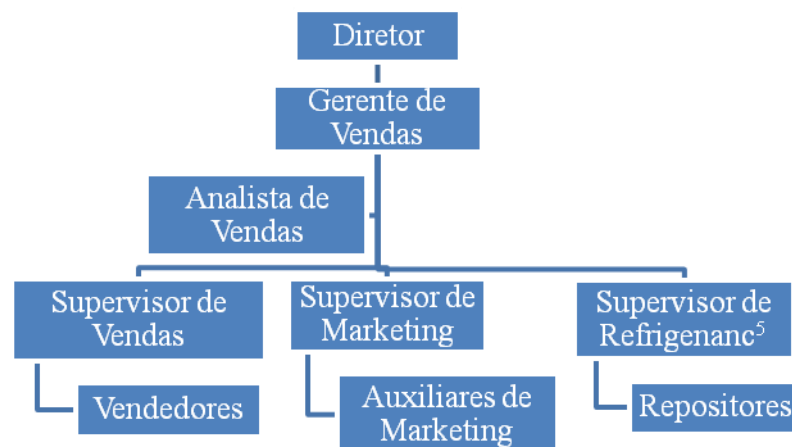 Diretor
Gerente de
Vendas
Analista de
Vendas
Supervisor de
Vendas
Supervisor de
Marketing
Supervisor de
Refrigenanc⁵
Vendedores
Auxiliares de
Marketing
Repositores